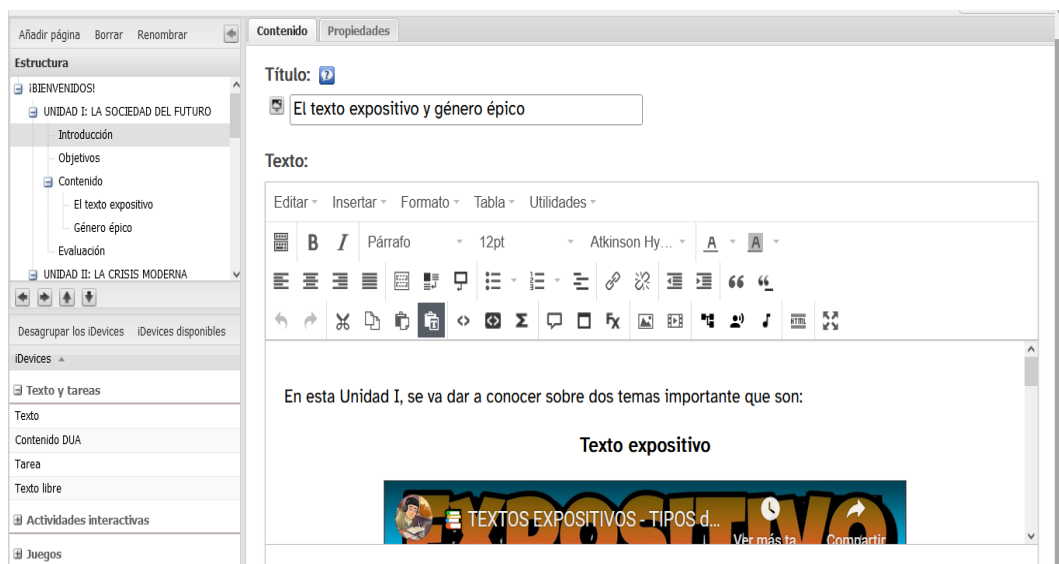 Añadir página Borrar Renombrar
Estructura
¡BIENVENIDOS!
UNIDAD I: LA SOCIEDAD DEL FUTURO
Introducción
Objetivos
Contenido
El texto expositivo
Género épico
Evaluación
UNIDAD II: LA CRISIS MODERNA
Desagrupar los iDevices iDevices disponibles
iDevices
Texto y tareas
Texto
Contenido DUA
Tarea
Texto libre
Actividades interactivas
Juegos
Contenido Propiedades
Título:
El texto expositivo y género épico
Texto:
Editar Insertar Formato Tabla Utilidades
B I Párrafo 12pt Atkinson Hy... A A
HTML
En esta Unidad I, se va dar a conocer sobre dos temas importante que son:
Texto expositivo
EXPOSITIVO
TEXTOS EXPOSITIVOS - TIPOS d...
Ver más ta... Compartir